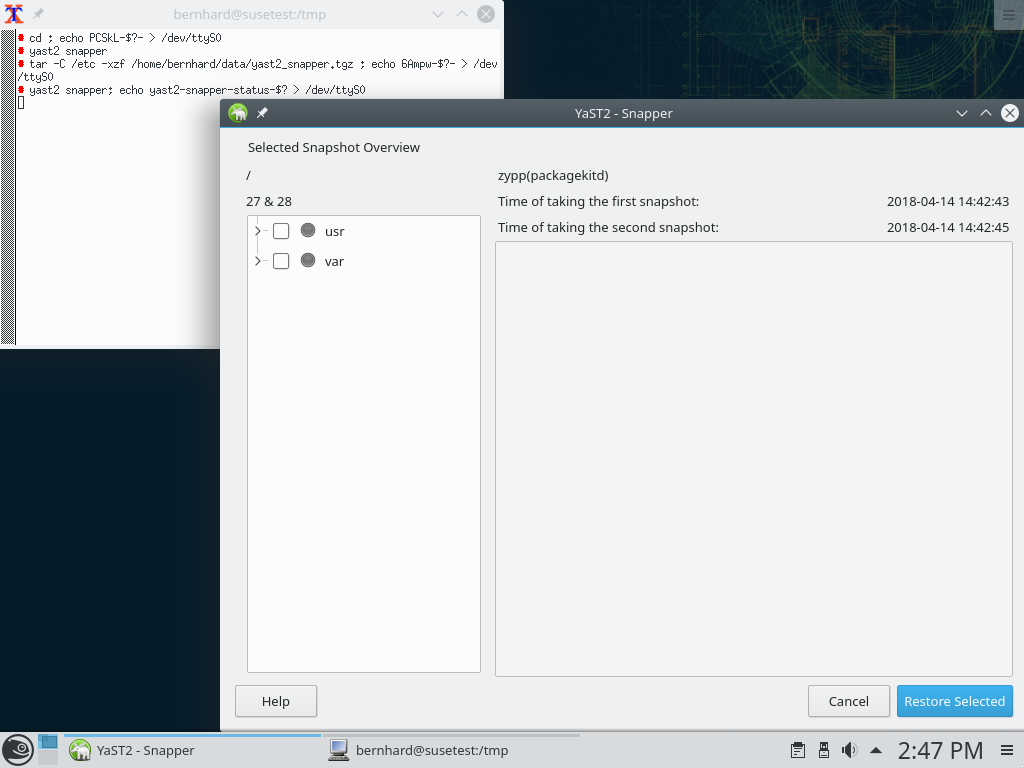 bernhard@susetest:/tmp
cd ; echo PCSkL-$?- > /dev/ttyS0
yast2 snapper
tar -C /etc -xzf /home/bernhard/data/yast2_snapper.tgz ; echo 6Ampw-$?- > /dev
/ttyS0
yast2 snapper; echo yast2-snapper-status-$? > /dev/ttyS0
YaST2 - Snapper
Selected Snapshot Overview
/
zypp(packagekitd)
27 & 28
Time of taking the first snapshot: 2018-04-14 14:42:43
Time of taking the second snapshot: 2018-04-14 14:42:45
usr
var
Help
Cancel
Restore Selected
YaST2 - Snapper
bernhard@susetest:/tmp
2:47 PM